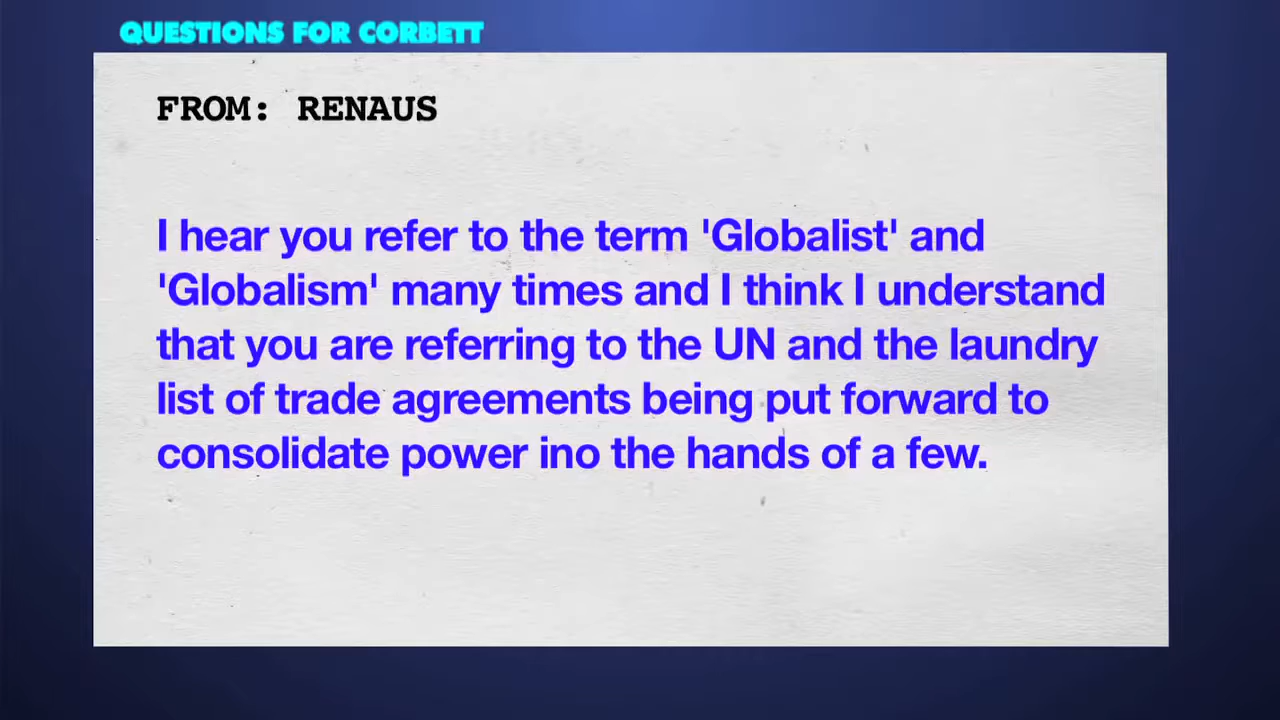 QUESTIONS FOR CORBETT
FROM: RENAUS
I hear you refer to the term 'Globalist' and
'Globalism' many times and I think I understand
that you are referring to the UN and the laundry
list of trade agreements being put forward to
consolidate power ino the hands of a few.